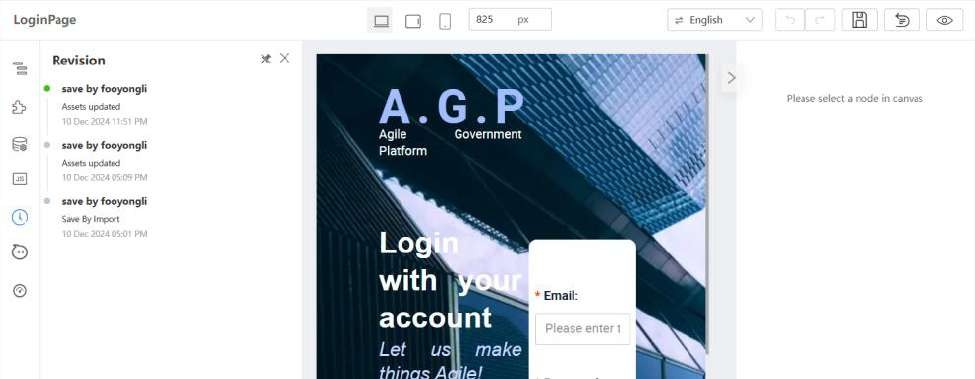 LoginPage
825 px
English
Revision
save by fooyongli
Assets updated
10 Dec 2024 11:51 PM
save by fooyongli
Assets updated
10 Dec 2024 05:09 PM
save by fooyongli
Save By Import
10 Dec 2024 05:01 PM
JS
A.G.P
Agile Government
Platform
Login
with your
account
Let us make
things Agile!
* Email:
Please enter t
Please select a node in canvas